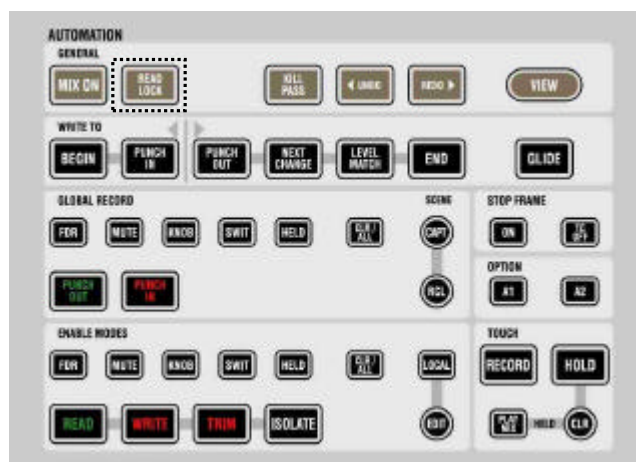 AUTOMATION
GENERAL
MIX ON READ LOCK KILL PASS ◄ UNDO REDO ► VIEW
WRITE TO
BEGIN PUNCH IN PUNCH OUT NEXT CHANGE LEVEL MATCH END GLIDE
GLOBAL RECORD SCENE STOP FRAME
FDR MUTE KNOB SWIT HELD CLR/ ALL CAPT ON TC OFF
OPTION
PUNCH OUT PUNCH IN RCL A1 A2
ENABLE MODES TOUCH
FDR MUTE KNOB SWIT HELD CLR/ ALL LOCAL RECORD HOLD
READ WRITE TRIM ISOLATE EDIT PLAY HELD CLR